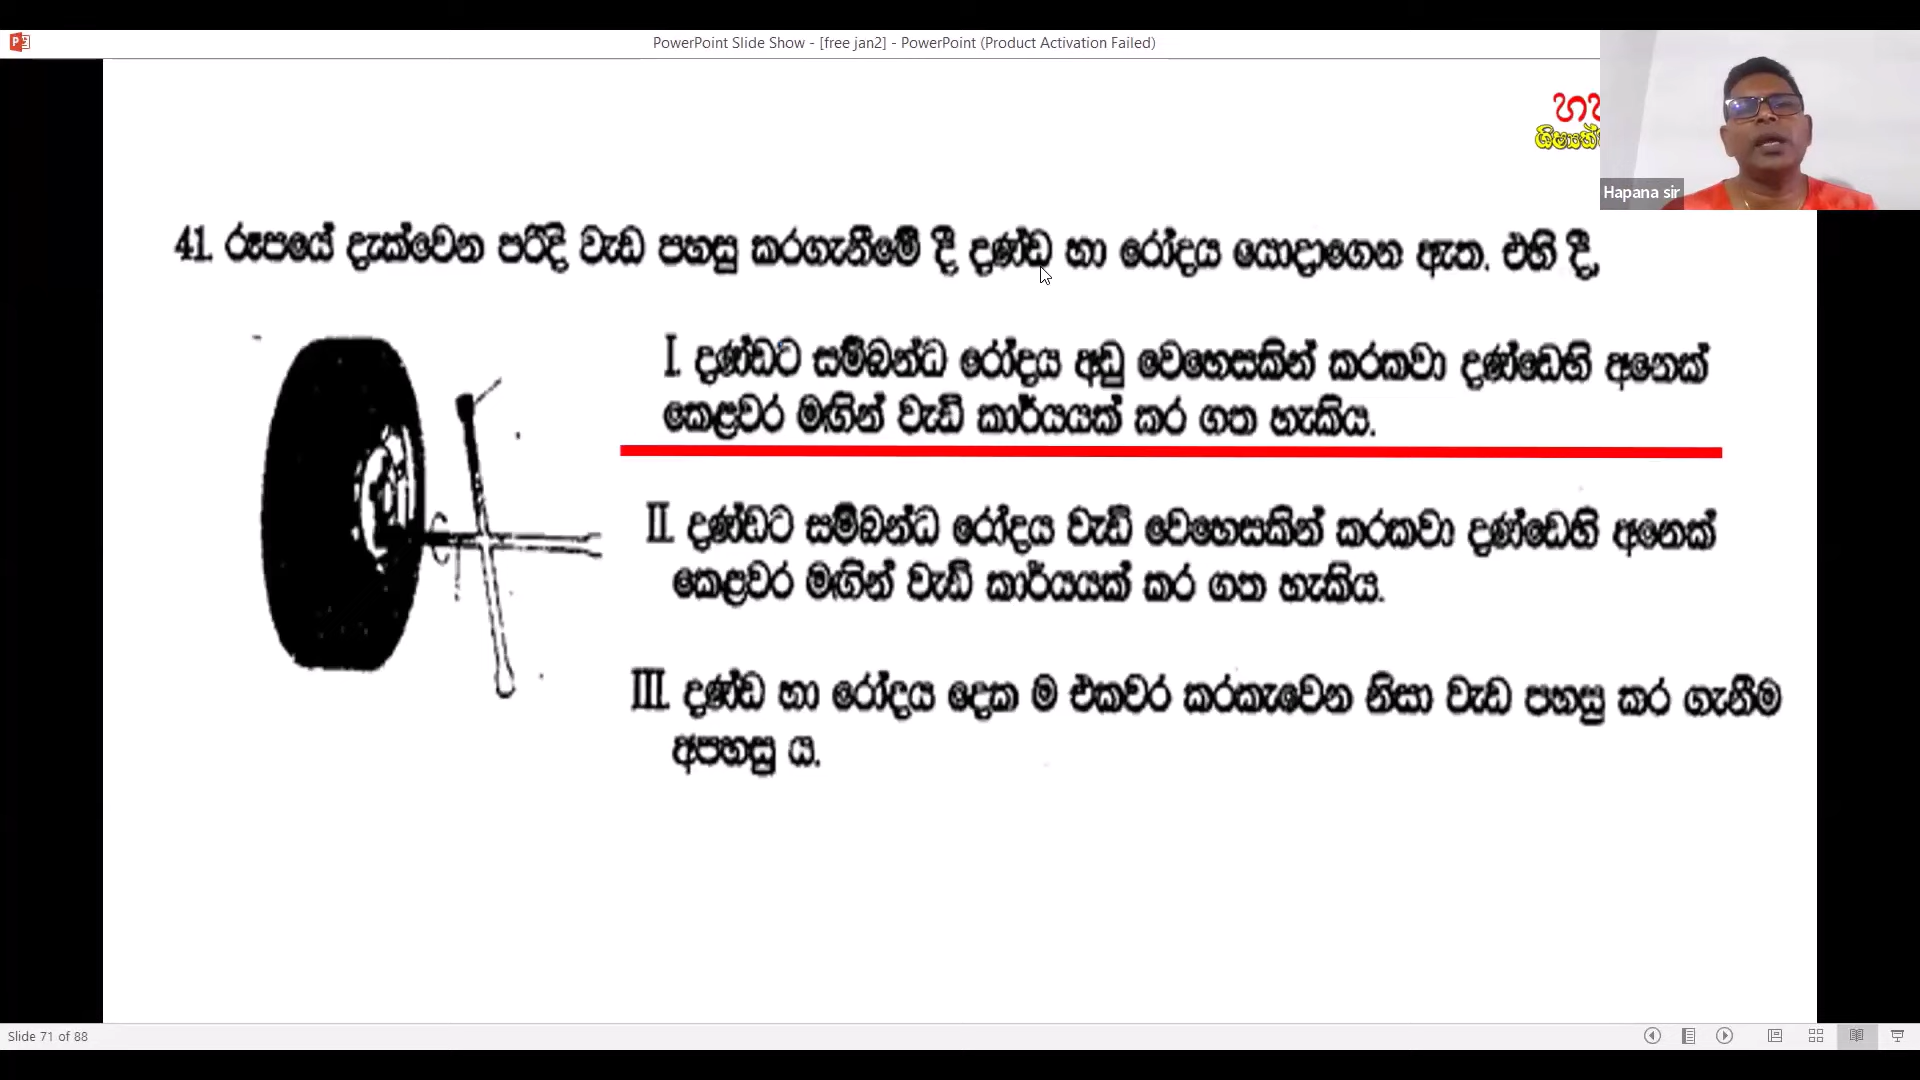 PowerPoint Slide Show - [free jan2] - PowerPoint (Product Activation Failed)
Hapana sir
41. රූපයේ දැක්වෙන පරිදි වැඩ පහසු කරගැනීමේ දී දණ්ඩ හා රෝදය යොදාගෙන ඇත. එහි දී,
I. දණ්ඩට සම්බන්ධ රෝදය අඩු වෙහෙසකින් කරකවා දණ්ඩෙහි අනෙක්
කෙළවර මඟින් වැඩි කාර්යයක් කර ගත හැකිය.
II. දණ්ඩට සම්බන්ධ රෝදය වැඩි වෙහෙසකින් කරකවා දණ්ඩෙහි අනෙක්
කෙළවර මඟින් වැඩි කාර්යයක් කර ගත හැකිය.
III. දණ්ඩ හා රෝදය දෙක ම එකවර කරකැවෙන නිසා වැඩ පහසු කර ගැනීම
අපහසු ය.
Slide 71 of 88